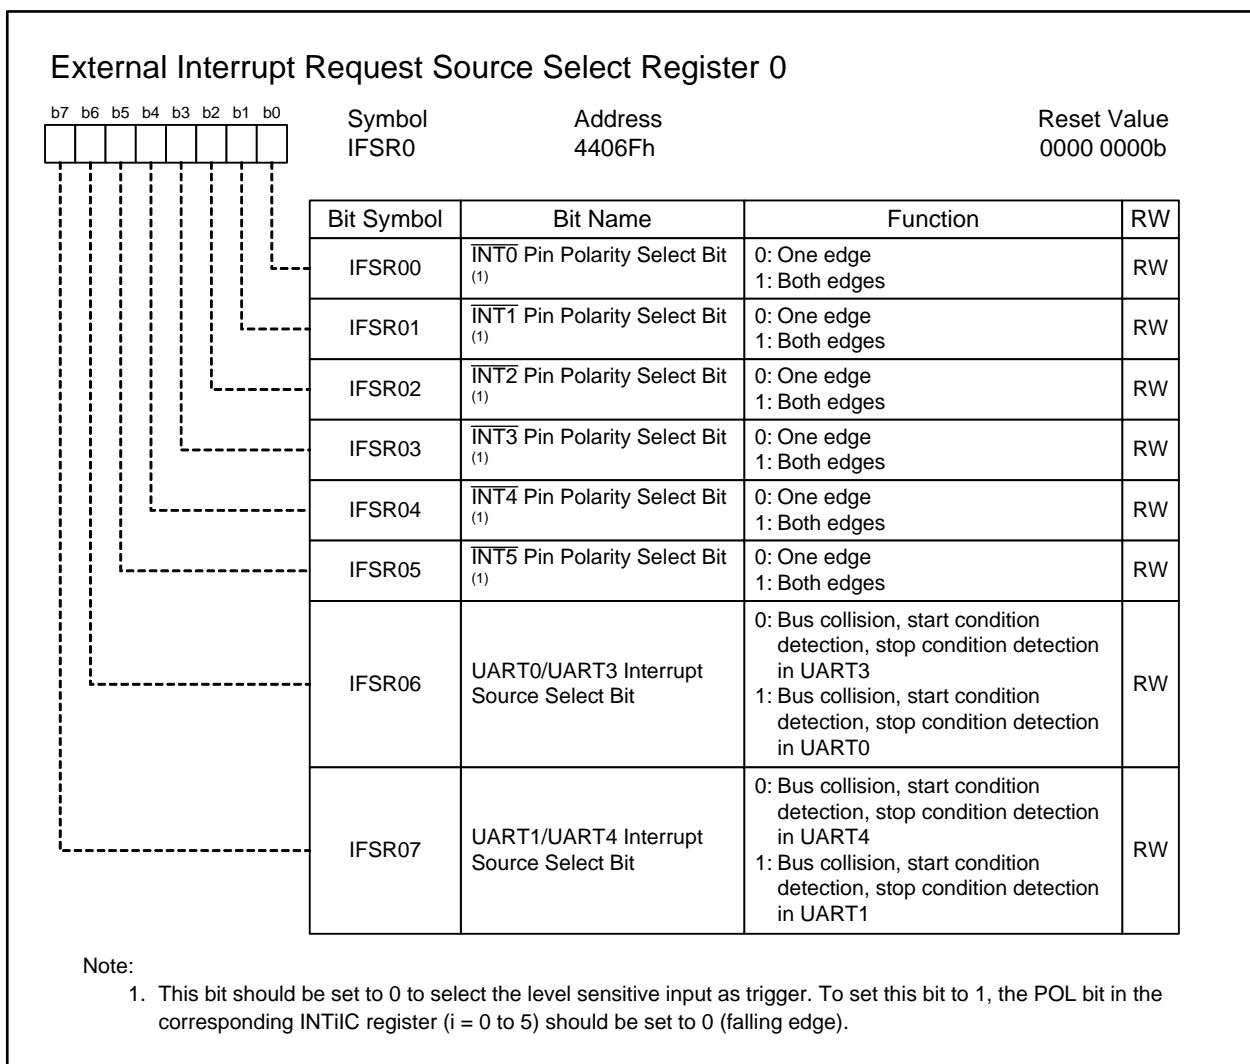 External Interrupt Request Source Select Register 0
b7 b6 b5 b4 b3 b2 b1 b0
Symbol Address Reset Value
IFSR0 4406Fh 0000 0000b
Bit Symbol Bit Name Function RW
IFSR00 INT0 Pin Polarity Select Bit (1) 0: One edge RW
1: Both edges
IFSR01 INT1 Pin Polarity Select Bit (1) 0: One edge RW
1: Both edges
IFSR02 INT2 Pin Polarity Select Bit (1) 0: One edge RW
1: Both edges
IFSR03 INT3 Pin Polarity Select Bit (1) 0: One edge RW
1: Both edges
IFSR04 INT4 Pin Polarity Select Bit (1) 0: One edge RW
1: Both edges
IFSR05 INT5 Pin Polarity Select Bit (1) 0: One edge RW
1: Both edges
IFSR06
UART0/UART3 Interrupt
Source Select Bit
0: Bus collision, start condition
detection, stop condition detection
in UART3
1: Bus collision, start condition
detection, stop condition detection
in UART0
RW
IFSR07
UART1/UART4 Interrupt
Source Select Bit
0: Bus collision, start condition
detection, stop condition detection
in UART4
1: Bus collision, start condition
detection, stop condition detection
in UART1
RW
Note:
1. This bit should be set to 0 to select the level sensitive input as trigger. To set this bit to 1, the POL bit in the
corresponding INTiIC register (i = 0 to 5) should be set to 0 (falling edge).